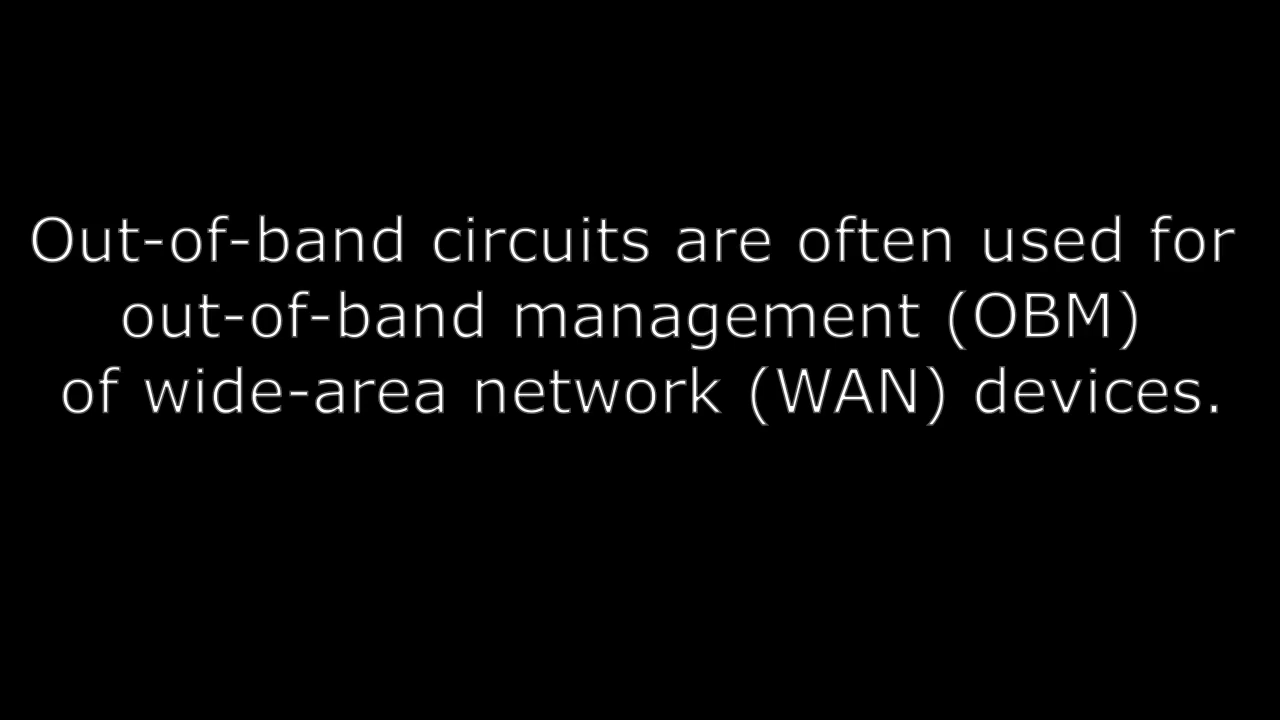 Out-of-band circuits are often used for
out-of-band management (OBM)
of wide-area network (WAN) devices.